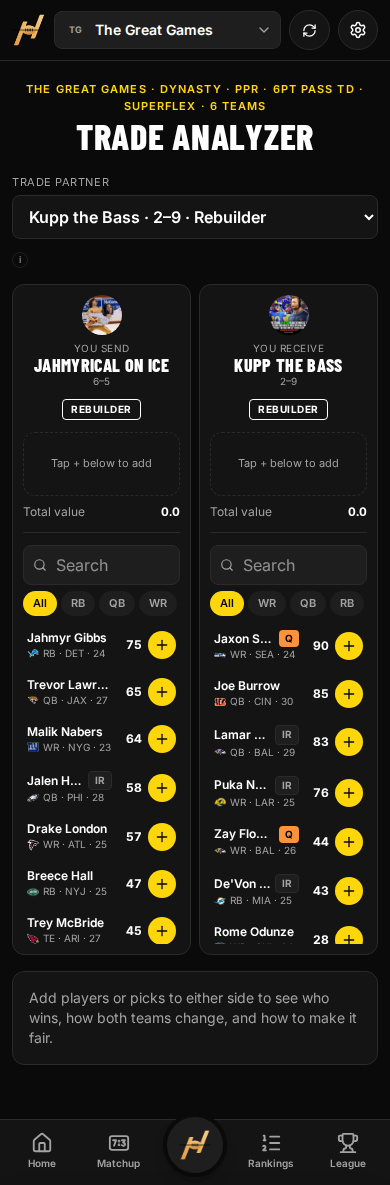 TG The Great Games
THE GREAT GAMES · DYNASTY · PPR · 6PT PASS TD ·
SUPERFLEX · 6 TEAMS
TRADE ANALYZER
TRADE PARTNER
Kupp the Bass · 2–9 · Rebuilder
i
YOU SEND
JAHMYRICAL ON ICE
6–5
REBUILDER
Tap + below to add
Total value 0.0
Search
All RB QB WR
Jahmyr Gibbs 75
RB · DET · 24
Trevor Lawr... 65
QB · JAX · 27
Malik Nabers 64
WR · NYG · 23
Jalen H... IR 58
QB · PHI · 28
Drake London 57
WR · ATL · 25
Breece Hall 47
RB · NYJ · 25
Trey McBride 45
TE · ARI · 27
YOU RECEIVE
KUPP THE BASS
2–9
REBUILDER
Tap + below to add
Total value 0.0
Search
All WR QB RB
Jaxon S... Q 90
WR · SEA · 24
Joe Burrow 85
QB · CIN · 30
Lamar ... IR 83
QB · BAL · 29
Puka N... IR 76
WR · LAR · 25
Zay Flo... Q 44
WR · BAL · 26
De'Von ... IR 43
RB · MIA · 25
Rome Odunze 28
Add players or picks to either side to see who
wins, how both teams change, and how to make it
fair.
Home Matchup Rankings League